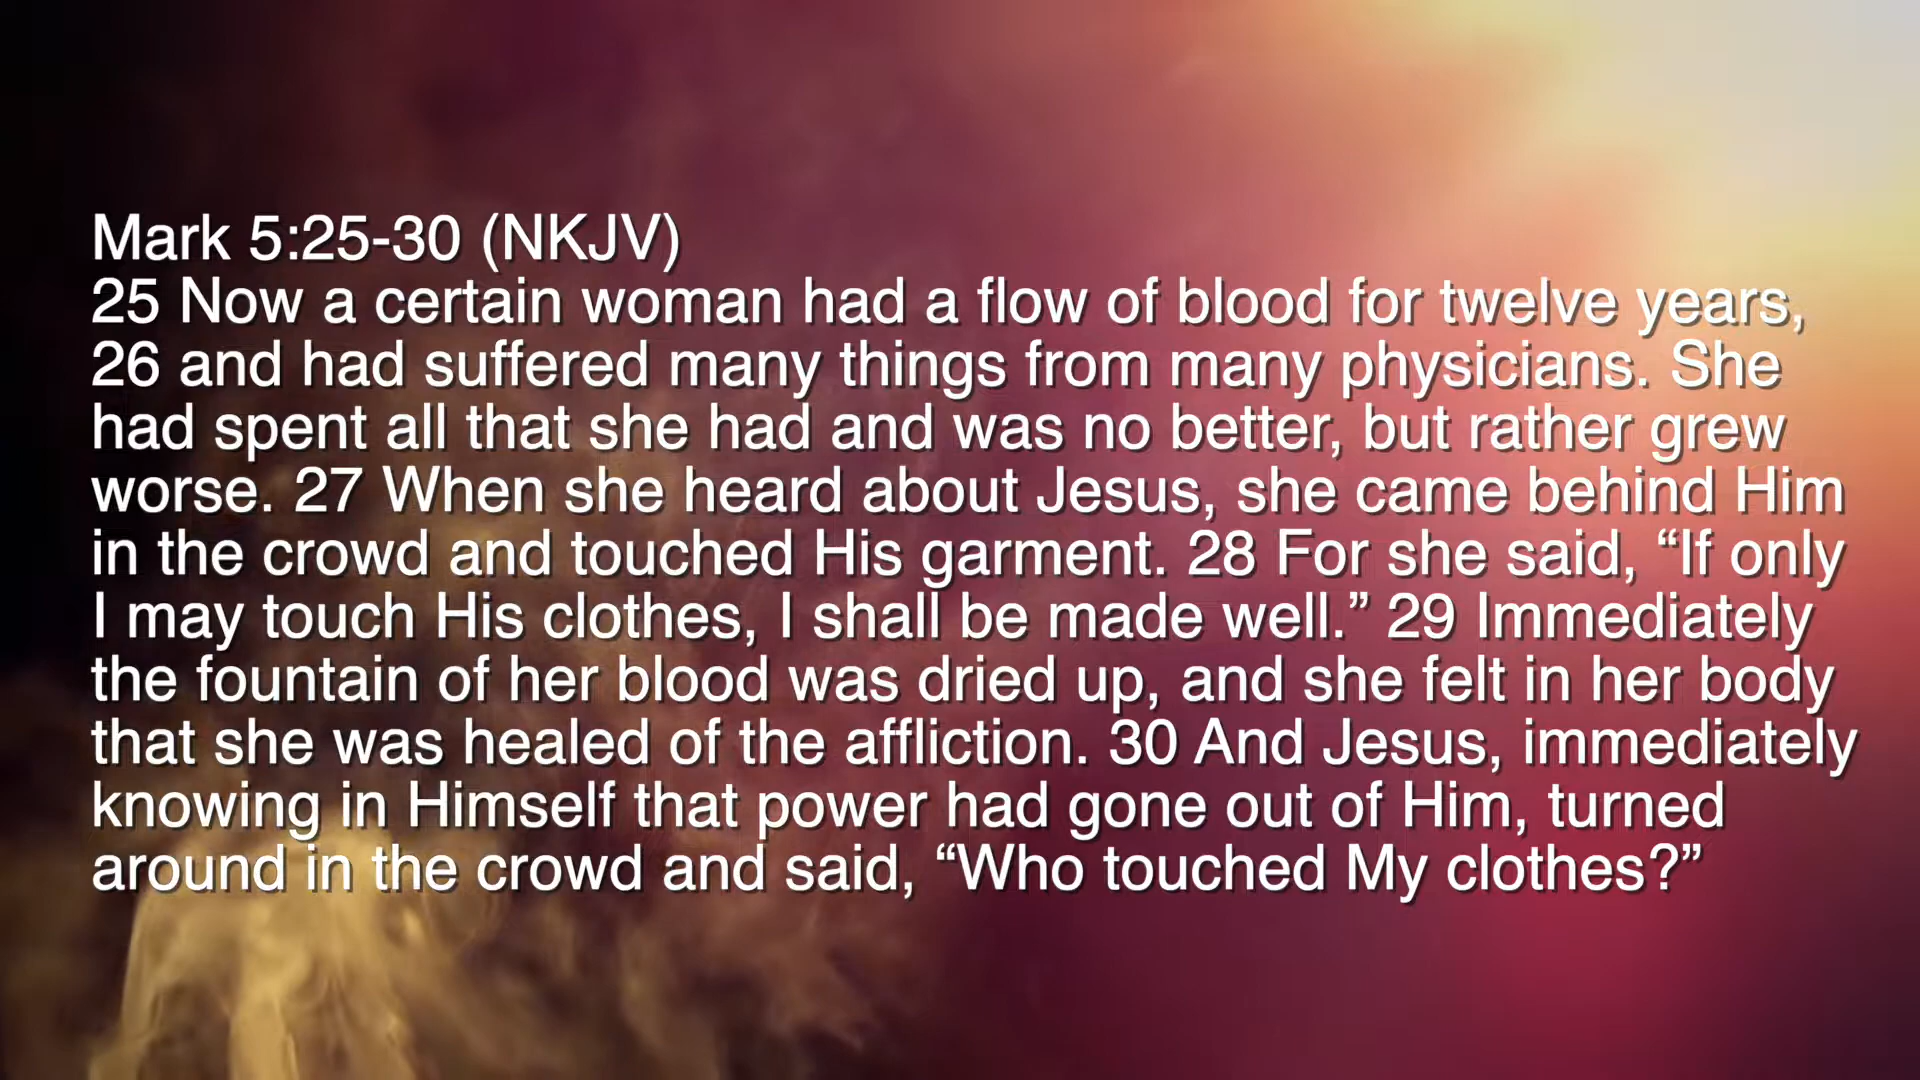 Mark 5:25-30 (NKJV)
25 Now a certain woman had a flow of blood for twelve years,
26 and had suffered many things from many physicians. She
had spent all that she had and was no better, but rather grew
worse. 27 When she heard about Jesus, she came behind Him
in the crowd and touched His garment. 28 For she said, “If only
I may touch His clothes, I shall be made well.” 29 Immediately
the fountain of her blood was dried up, and she felt in her body
that she was healed of the affliction. 30 And Jesus, immediately
knowing in Himself that power had gone out of Him, turned
around in the crowd and said, “Who touched My clothes?”